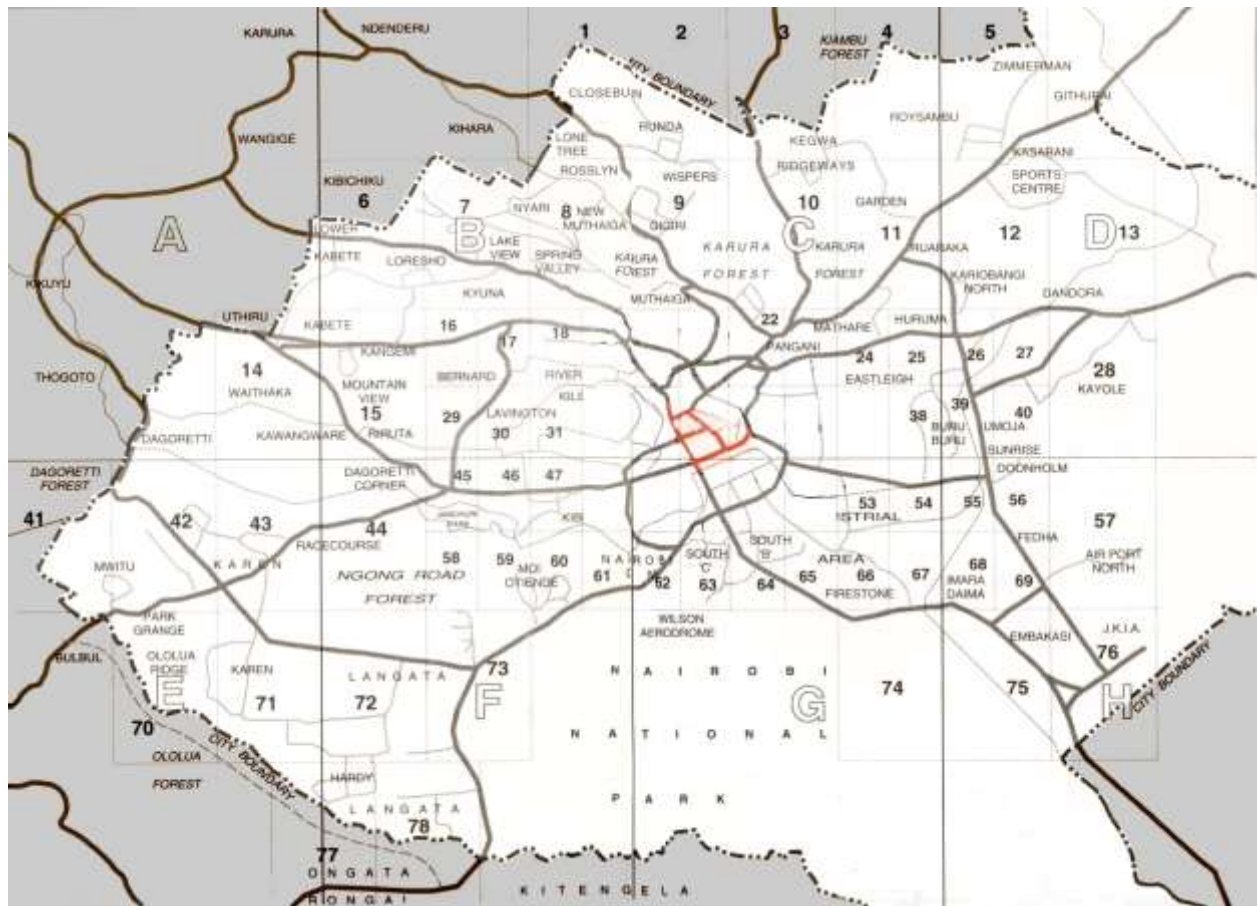 NDENDERU
KARURA
1
2
3
4
5
KIAMBU
FOREST
ZIMMERMAN
CITY BOUNDARY
CLOSEBURN
GITHURAI
ROYSAMBU
RUNDA
KIHARA
LONE
TREE
WANGIGE
KEGWA
RIDGEWAYS
KASARANI
SPORTS
CENTRE
ROSSLYN
WISPERS
KIBICHIKU
6
7
NYARI
8
NEW
MUTHAIGA
9
GIGIRI
10
GARDEN
11
12
13
A
B
C
D
LOWER
KABETE
LAKE
VIEW
SPRING
VALLEY
LORESHO
KARURA
FOREST
KARURA
FOREST
KARURA
FOREST
RUARAKA
KARIOBANGI
NORTH
DANDORA
KIKUYU
KYUNA
MUTHAIGA
UTHIRU
KABETE
16
17
18
22
PANGANI
MATHARE
HURUMA
KANGEMI
24
25
26
27
28
KAYOLE
EASTLEIGH
THOGOTO
14
WAITHAKA
MOUNTAIN
VIEW
15
RIRUTA
BERNARD
RIVER
KILE
LAVINGTON
29
30
31
38
39
40
BURU
BURU
UMOJA
SUNRISE
DOONHOLM
DAGORETTI
KAWANGWARE
DAGORETTI
FOREST
DAGORETTI
CORNER
45
46
47
41
42
43
44
53
54
55
56
57
ISTRIAL
AREA
RACECOURSE
KIBI
FEDHA
AIR PORT
NORTH
MWITU
KAREN
NGONG ROAD
FOREST
58
59
60
61
MOI
OTIENDE
NAIROBI
DAM
62
SOUTH
'C'
63
SOUTH
'B'
64
65
66
67
68
69
FIRESTONE
IMARA
DAIMA
PARK
GRANGE
WILSON
AERODROME
EMBAKASI
J.K.I.A.
76
BULBUL
OLOLUA
RIDGE
KAREN
LANGATA
73
NAIROBI
E
F
G
H
70
71
72
74
75
CITY BOUNDARY
CITY BOUNDARY
NATIONAL
OLOLUA
FOREST
HARDY
PARK
LANGATA
78
77
ONGATA
RONGAI
KITENGELA